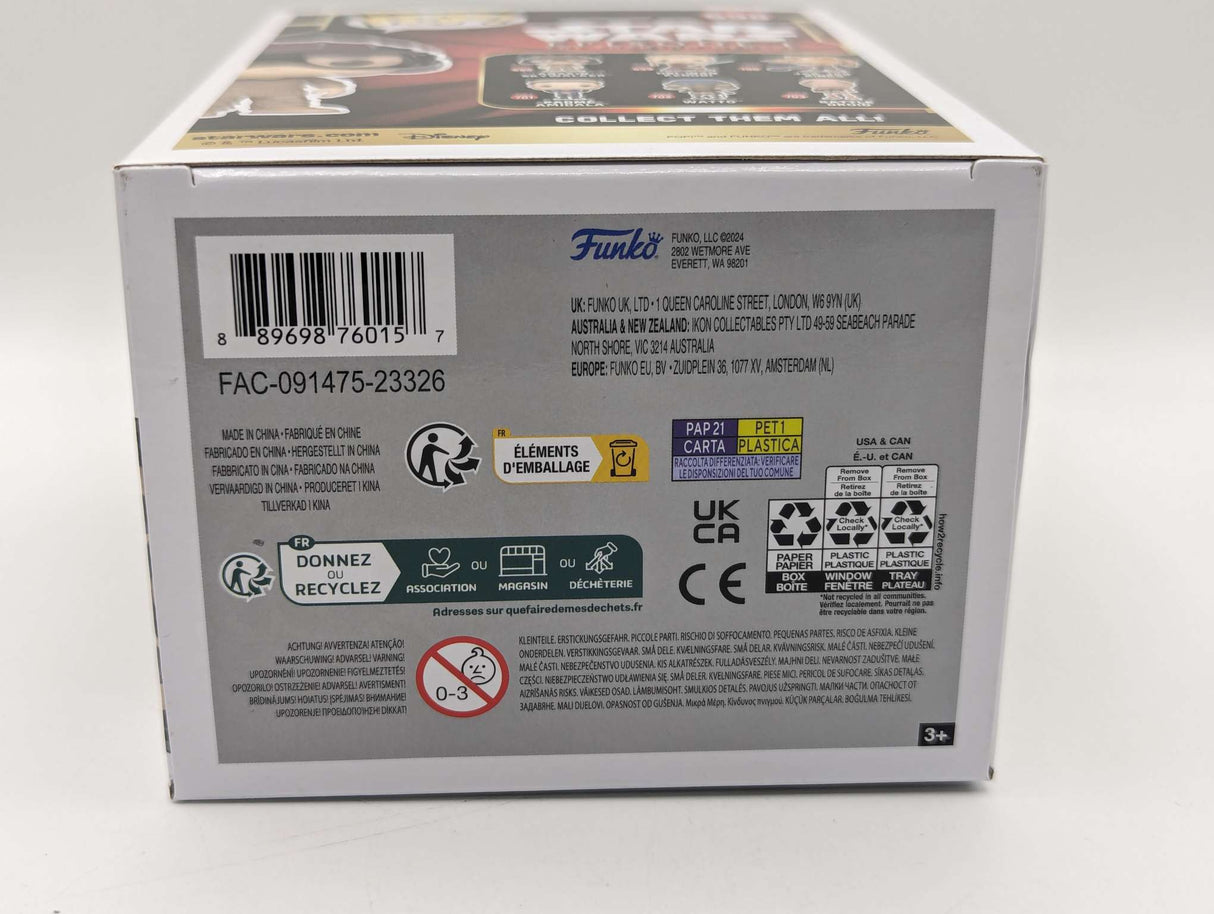 STAR WARS
AMIDALA
WATTO
701
702
703
COLLECT THEM ALL!
starwars.com
Disney
Funko
© & ™ Lucasfilm Ltd.
8 89698 76015 7
FAC-091475-23326
Funko
FUNKO, LLC ©2024
2802 WETMORE AVE
EVERETT, WA 98201
UK: FUNKO UK, LTD • 1 QUEEN CAROLINE STREET, LONDON, W6 9YN (UK)
AUSTRALIA & NEW ZEALAND: IKON COLLECTABLES PTY LTD 49-59 SEABEACH PARADE
NORTH SHORE, VIC 3214 AUSTRALIA
EUROPE: FUNKO EU, BV • ZUIDPLEIN 36, 1077 XV, AMSTERDAM (NL)
MADE IN CHINA • FABRIQUÉ EN CHINE
FABRICADO EN CHINA • HERGESTELLT IN CHINA
FABBRICATO IN CINA • FABRICADO NA CHINA
VERVAARDIGD IN CHINA • PRODUCERET I KINA
TILLVERKAD I KINA
FR
ÉLÉMENTS
D'EMBALLAGE
PAP 21
PET1
CARTA
PLASTICA
RACCOLTA DIFFERENZIATA: VERIFICARE
LE DISPOSIZIONI DEL TUO COMUNE
USA & CAN
É.-U. et CAN
Remove
From Box
Retirez
de la boîte
Remove
From Box
Retirez
de la boîte
Check
Locally*
Check
Locally*
PAPER
PAPIER
PLASTIC
PLASTIQUE
PLASTIC
PLASTIQUE
BOX
BOÎTE
WINDOW
FENÊTRE
TRAY
PLATEAU
how2recycle.info
*Not recycled in all communities.
Vérifiez localement. Pourrait ne pas
être recyclable dans votre région.
UK
CA
CE
FR
DONNEZ
OU
RECYCLEZ
ASSOCIATION
OU
MAGASIN
OU
DÉCHÈTERIE
Adresses sur quefairedemesdechets.fr
ACHTUNG! AVVERTENZA! ATENÇÃO!
WAARSCHUWING! ADVARSEL! VARNING!
UPOZORNĚNÍ! UPOZORNENIE! FIGYELMEZTETÉS!
OPOZORILO! OSTRZEŻENIE! ADVARSEL! AVERTISMENT!
BRĪDINĀJUMS! HOIATUS! ĮSPĖJIMAS! ВНИМАНИЕ!
UPOZORENJE! ΠΡΟΕΙΔΟΠΟΙΗΣΗ! DIKKAT!
0-3
KLEINTEILE. ERSTICKUNGSGEFAHR. PICCOLE PARTI. RISCHIO DI SOFFOCAMENTO. PEQUENAS PARTES. RISCO DE ASFIXIA. KLEINE
ONDERDELEN. VERSTIKKINGSGEVAAR. SMÅ DELE. KVÆLNINGSFARE. SMÅ DELAR. KVÄVNINGSRISK. MALÉ ČÁSTI. NEBEZPEČÍ UDUŠENÍ.
MALÉ ČASTI. NEBEZPEČENSTVO UDUSENIA. KIS ALKATRÉSZEK. FULLADÁSVESZÉLY. MAJHNI DELI. NEVARNOST ZADUŠITVE. MAŁE
CZĘŚCI. NIEBEZPIECZEŃSTWO UDŁAWIENIA SIĘ. SMÅ DELER. KVELNINGSFARE. PIESE MICI. PERICOL DE SUFOCARE. SĪKAS DETAĻAS.
AIZRĪŠANĀS RISKS. VÄIKESED OSAD. LÄMBUMISOHT. SMULKIOS DETALĖS. PAVOJUS UŽSPRINGTI. МАЛКИ ЧАСТИ. ОПАСНОСТ ОТ
ЗАДАВЯНЕ. MALI DIJELOVI. OPASNOST OD GUŠENJA. Μικρά Μέρη. Κίνδυνος πνιγμού. KÜÇÜK PARÇALAR. BOĞULMA TEHLİKESİ.
3+